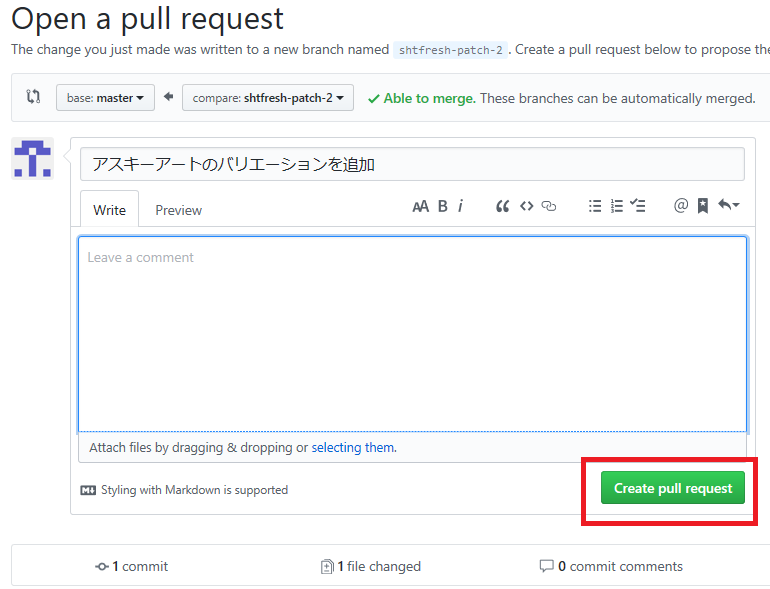 Open a pull request
The change you just made was written to a new branch named shtfresh-patch-2 . Create a pull request below to propose the
base: master compare: shtfresh-patch-2 Able to merge. These branches can be automatically merged.
アスキーアートのバリエーションを追加
Write Preview AA B i @
Leave a comment
Attach files by dragging & dropping or selecting them.
Styling with Markdown is supported Create pull request
1 commit 1 file changed 0 commit comments